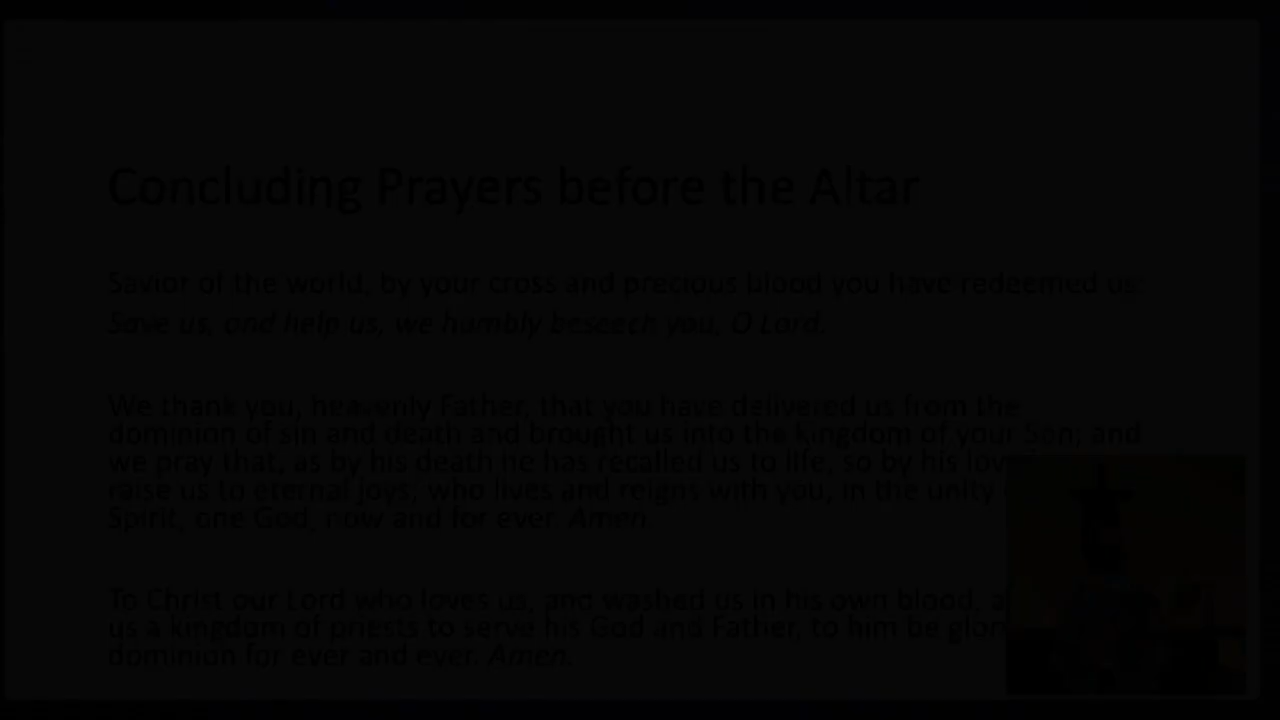 Concluding Prayers before the Altar
Savior of the world, by your cross and precious blood you have redeemed us:
Save us, and help us, we humbly beseech you, O Lord.
We thank you, heavenly Father, that you have delivered us from the
dominion of sin and death and brought us into the kingdom of your Son; and
we pray that, as by his death he has recalled us to life, so by his lov
raise us to eternal joys; who lives and reigns with you, in the unity
Spirit, one God, now and for ever. Amen.
To Christ our Lord who loves us, and washed us in his own blood, a
us a kingdom of priests to serve his God and Father, to him be glor
dominion for ever and ever. Amen.